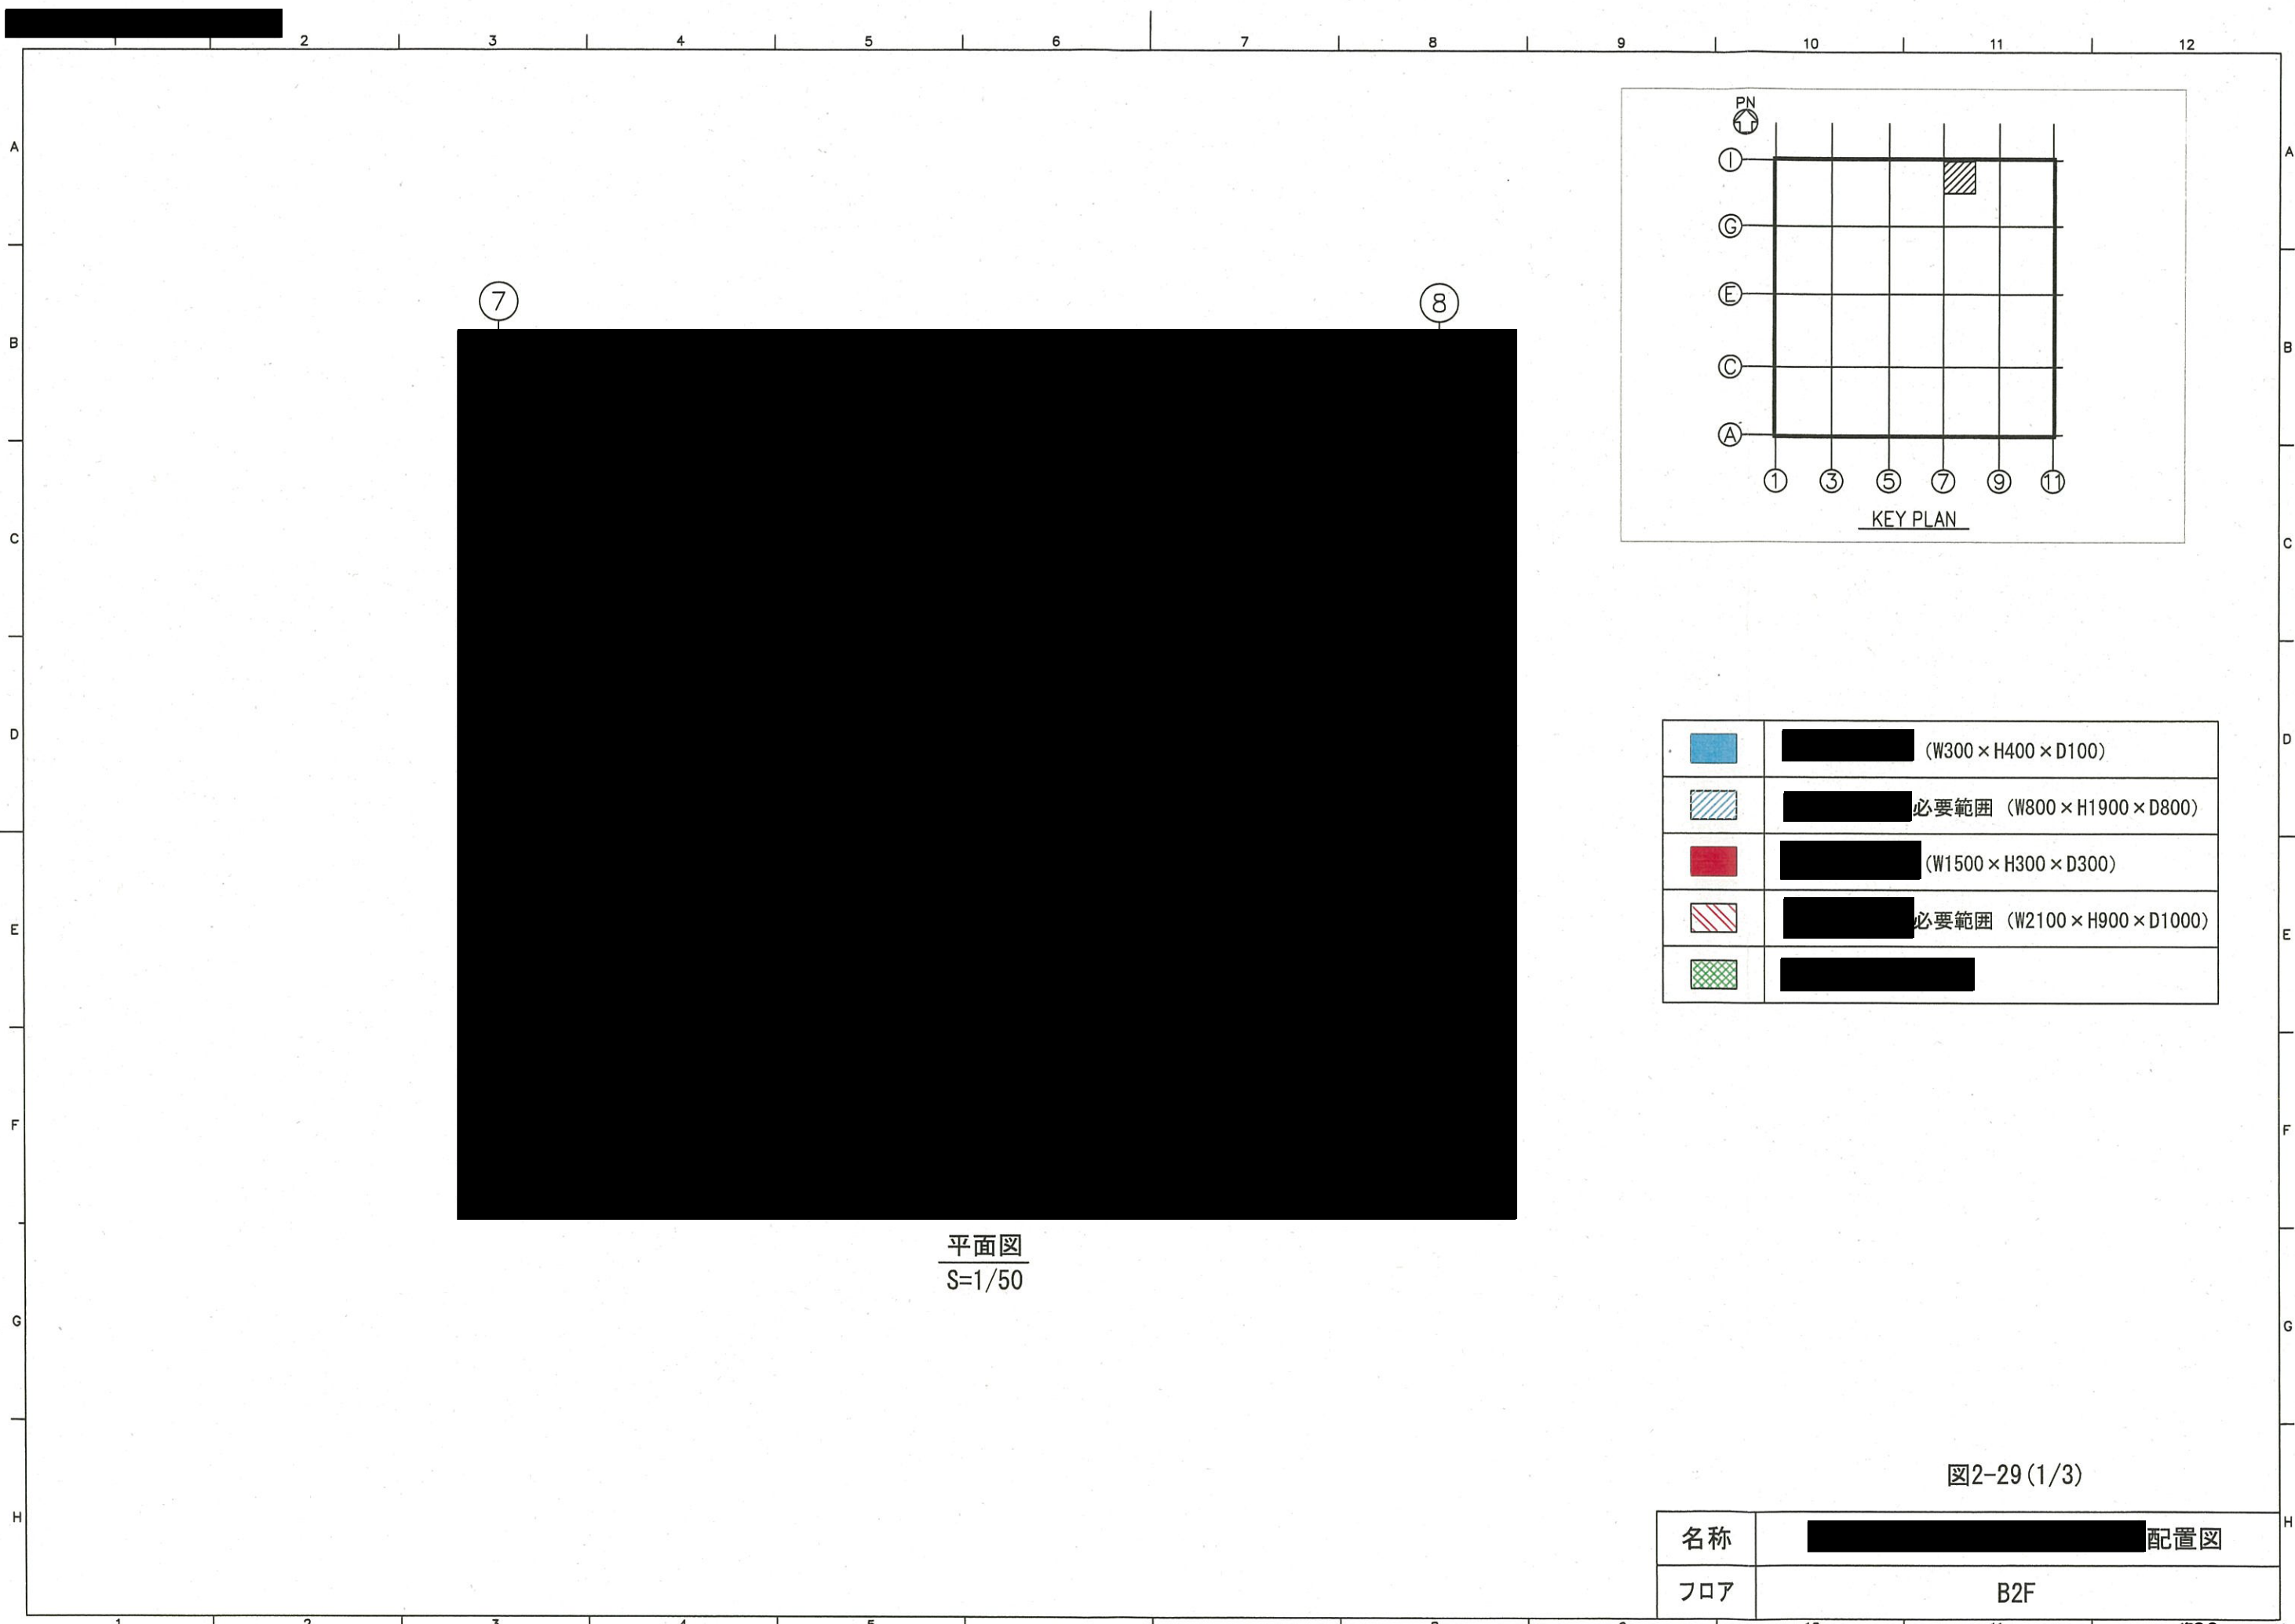 2 3 4 5 6 7 8 9 10 11 12
A A
B B
C C
D D
E E
F F
G G
H H
PN
I
G
E
C
A
1 3 5 7 9 11
KEY PLAN
7 8
(W300×H400×D100)
必要範囲 (W800×H1900×D800)
(W1500×H300×D300)
必要範囲 (W2100×H900×D1000)
平面図
S=1/50
図2-29(1/3)
名称 配置図
フロア B2F